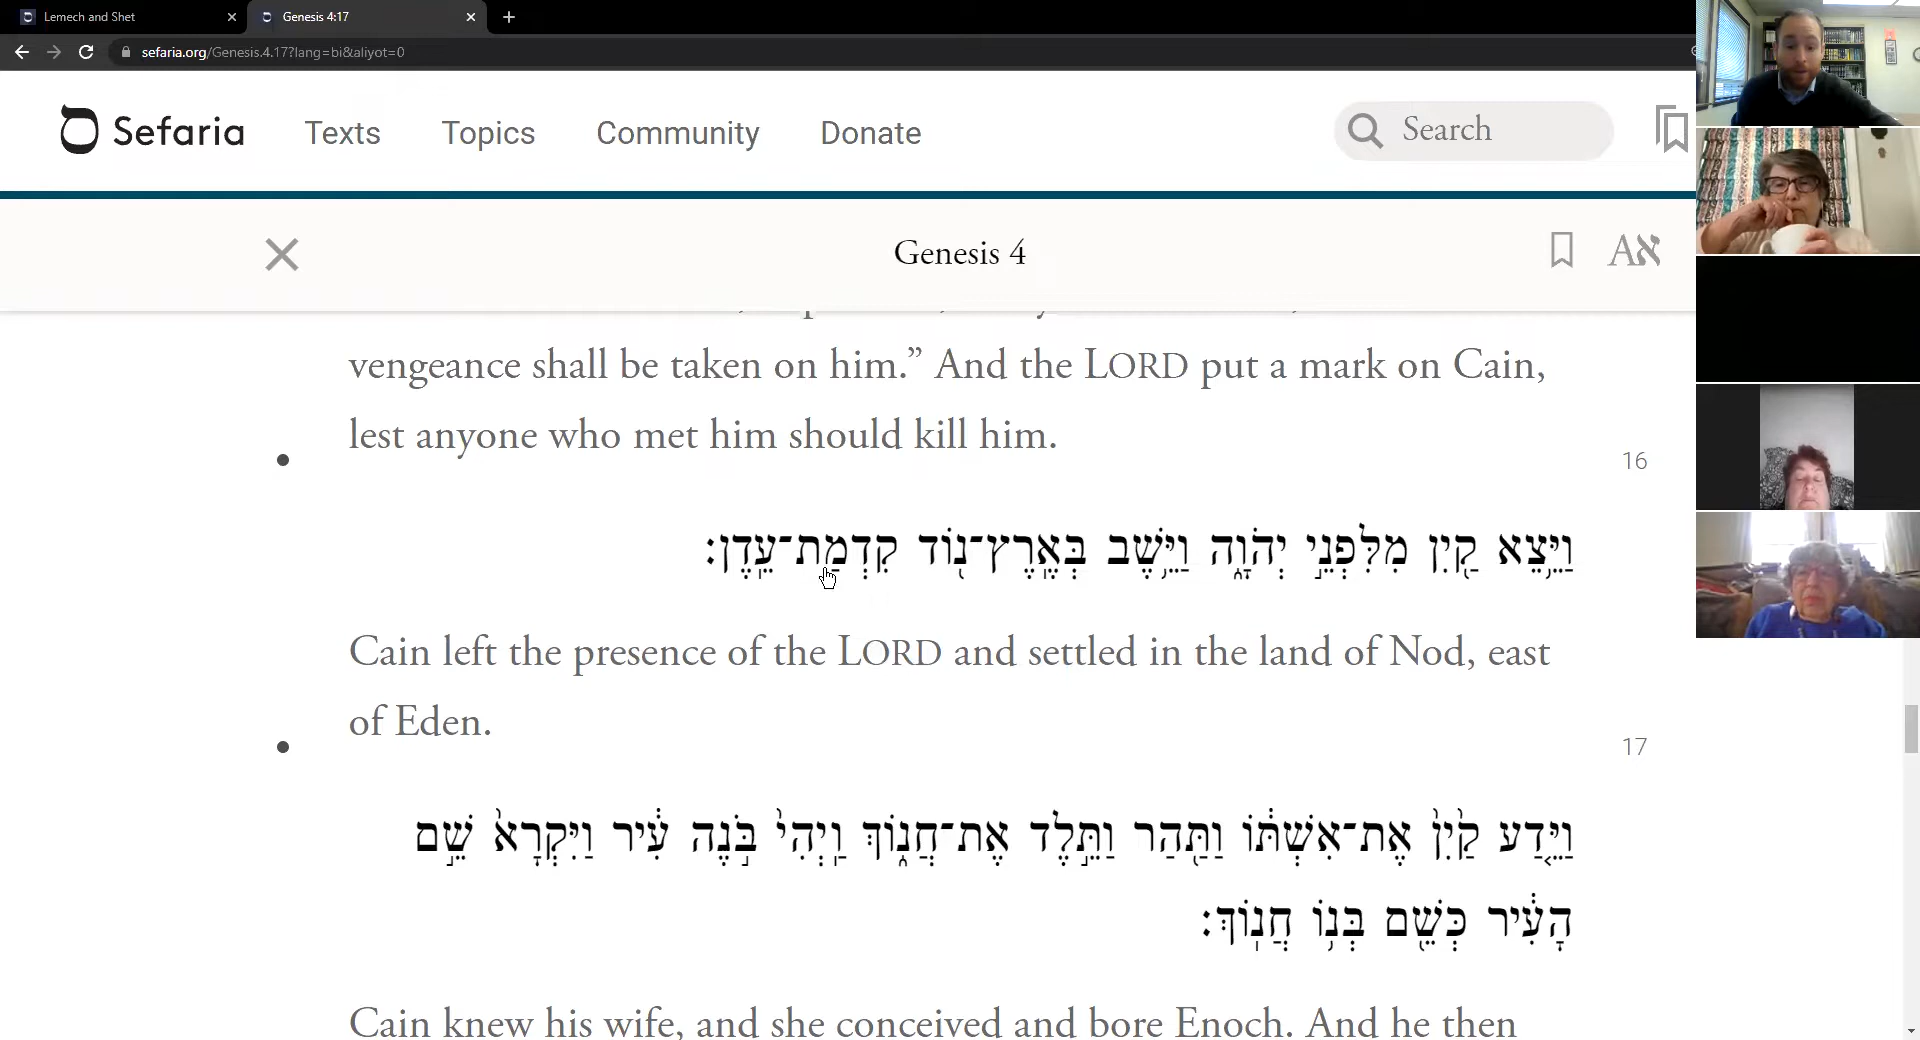 Lemech and Shet
Genesis 4:17
sefaria.org/Genesis.4.17?lang=bi&aliyot=0
Sefaria Texts Topics Community Donate Search
Genesis 4
Aא
vengeance shall be taken on him.” And the LORD put a mark on Cain,
lest anyone who met him should kill him.
16
וַיֵּ֥צֵא קַ֖יִן מִלִּפְנֵ֣י יְהֹוָ֑ה וַיֵּ֥שֶׁב בְּאֶֽרֶץ־נ֖וֹד קִדְמַת־עֵֽדֶן׃
Cain left the presence of the LORD and settled in the land of Nod, east
of Eden.
17
וַיֵּ֤דַע קַ֙יִן֙ אֶת־אִשְׁתּ֔וֹ וַתַּ֖הַר וַתֵּ֣לֶד אֶת־חֲנ֑וֹךְ וַֽיְהִי֙ בֹּ֣נֶה עִ֔יר וַיִּקְרָא֙ שֵׁ֣ם
הָעִ֔יר כְּשֵׁ֖ם בְּנ֥וֹ חֲנֽוֹךְ׃
Cain knew his wife, and she conceived and bore Enoch. And he then